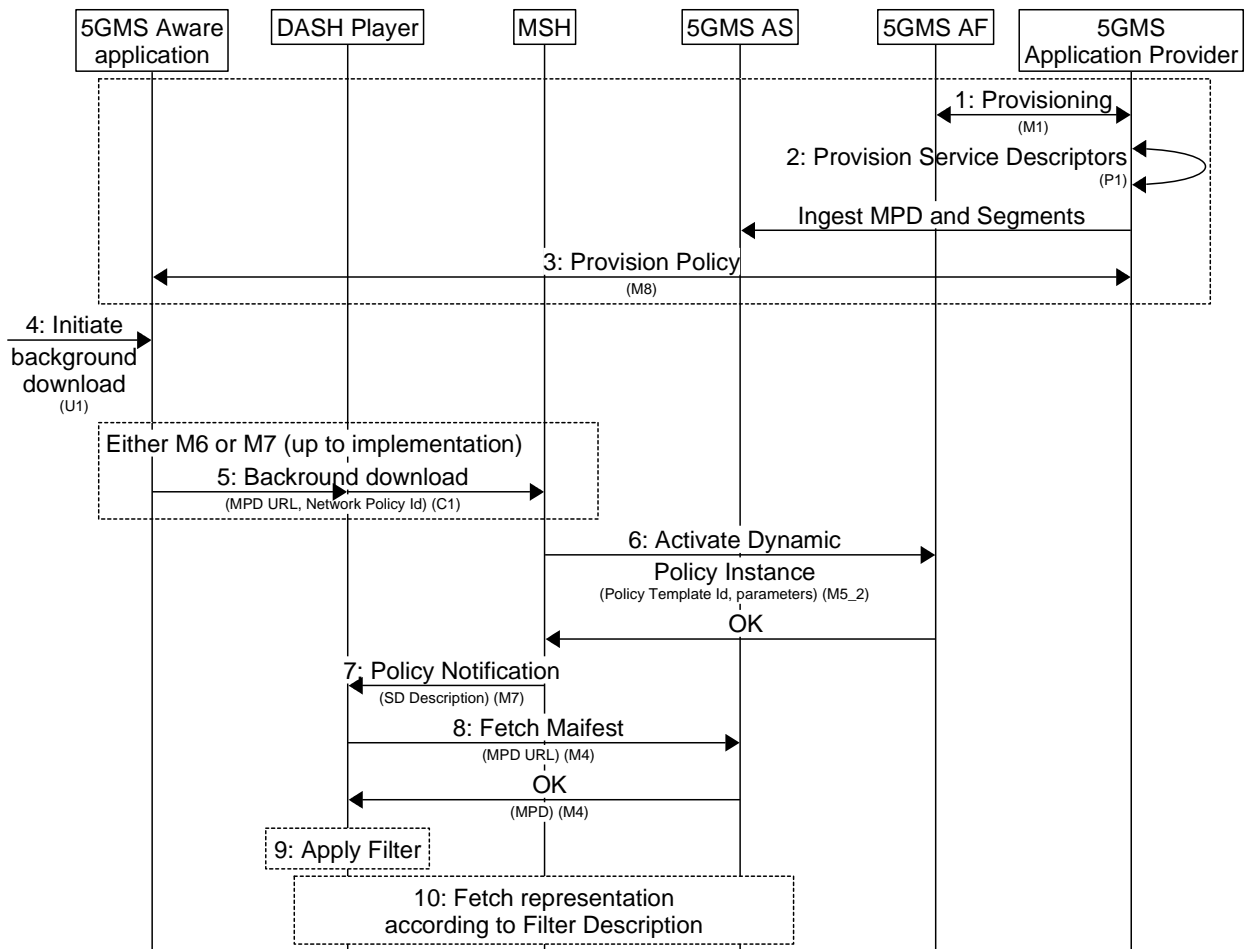 5GMS Aware
application
DASH Player
MSH
5GMS AS
5GMS AF
5GMS
Application Provider
1: Provisioning
(M1)
2: Provision Service Descriptors
(P1)
Ingest MPD and Segments
3: Provision Policy
(M8)
4: Initiate
background
download
(U1)
Either M6 or M7 (up to implementation)
5: Backround download
(MPD URL, Network Policy Id) (C1)
6: Activate Dynamic
Policy Instance
(Policy Template Id, parameters) (M5_2)
OK
7: Policy Notification
(SD Description) (M7)
8: Fetch Maifest
(MPD URL) (M4)
OK
(MPD) (M4)
9: Apply Filter
10: Fetch representation
according to Filter Description